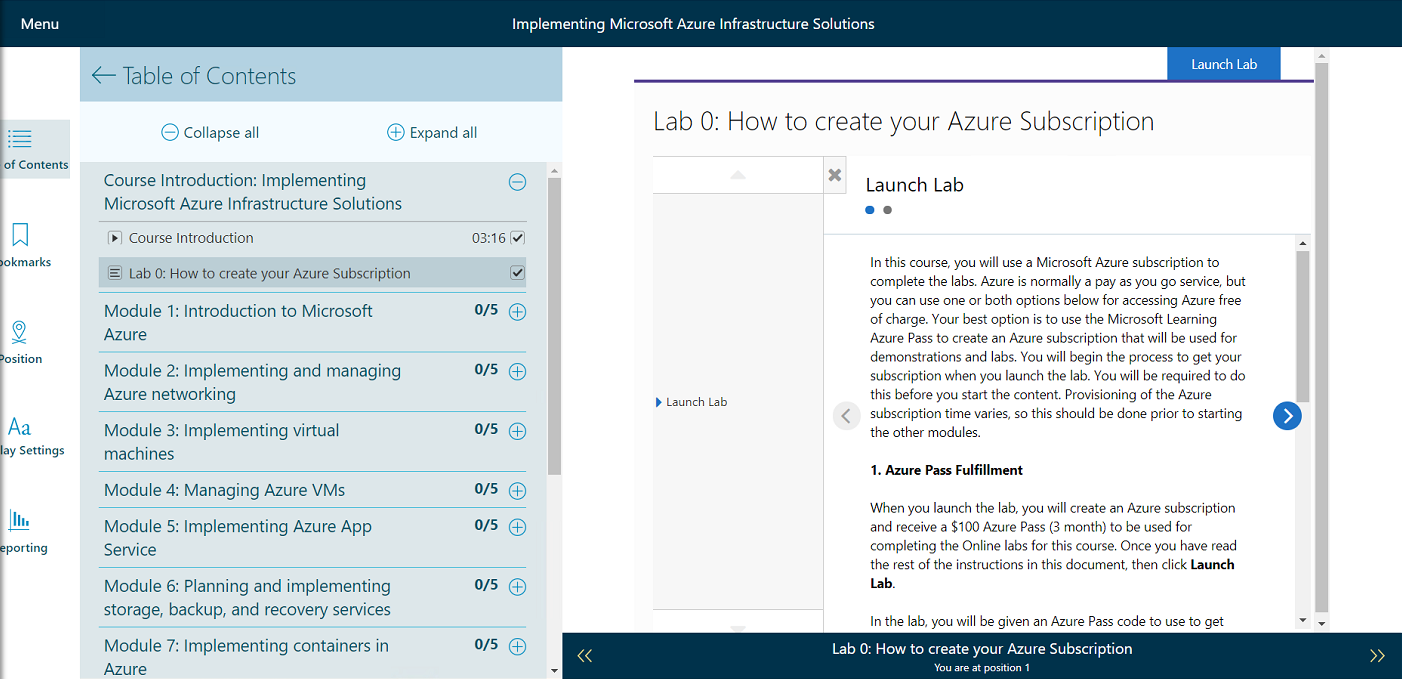 Menu
Implementing Microsoft Azure Infrastructure Solutions
of Contents
ookmarks
Position
Aa
lay Settings
eporting
Table of Contents
Collapse all
Expand all
Course Introduction: Implementing
Microsoft Azure Infrastructure Solutions
Course Introduction 03:16
Lab 0: How to create your Azure Subscription
Module 1: Introduction to Microsoft 0/5
Azure
Module 2: Implementing and managing 0/5
Azure networking
Module 3: Implementing virtual 0/5
machines
Module 4: Managing Azure VMs 0/5
Module 5: Implementing Azure App 0/5
Service
Module 6: Planning and implementing 0/5
storage, backup, and recovery services
Module 7: Implementing containers in 0/5
Azure
Launch Lab
Lab 0: How to create your Azure Subscription
Launch Lab
Launch Lab
In this course, you will use a Microsoft Azure subscription to
complete the labs. Azure is normally a pay as you go service, but
you can use one or both options below for accessing Azure free
of charge. Your best option is to use the Microsoft Learning
Azure Pass to create an Azure subscription that will be used for
demonstrations and labs. You will begin the process to get your
subscription when you launch the lab. You will be required to do
this before you start the content. Provisioning of the Azure
subscription time varies, so this should be done prior to starting
the other modules.
1. Azure Pass Fulfillment
When you launch the lab, you will create an Azure subscription
and receive a $100 Azure Pass (3 month) to be used for
completing the Online labs for this course. Once you have read
the rest of the instructions in this document, then click Launch
Lab.
In the lab, you will be given an Azure Pass code to use to get
Lab 0: How to create your Azure Subscription
You are at position 1